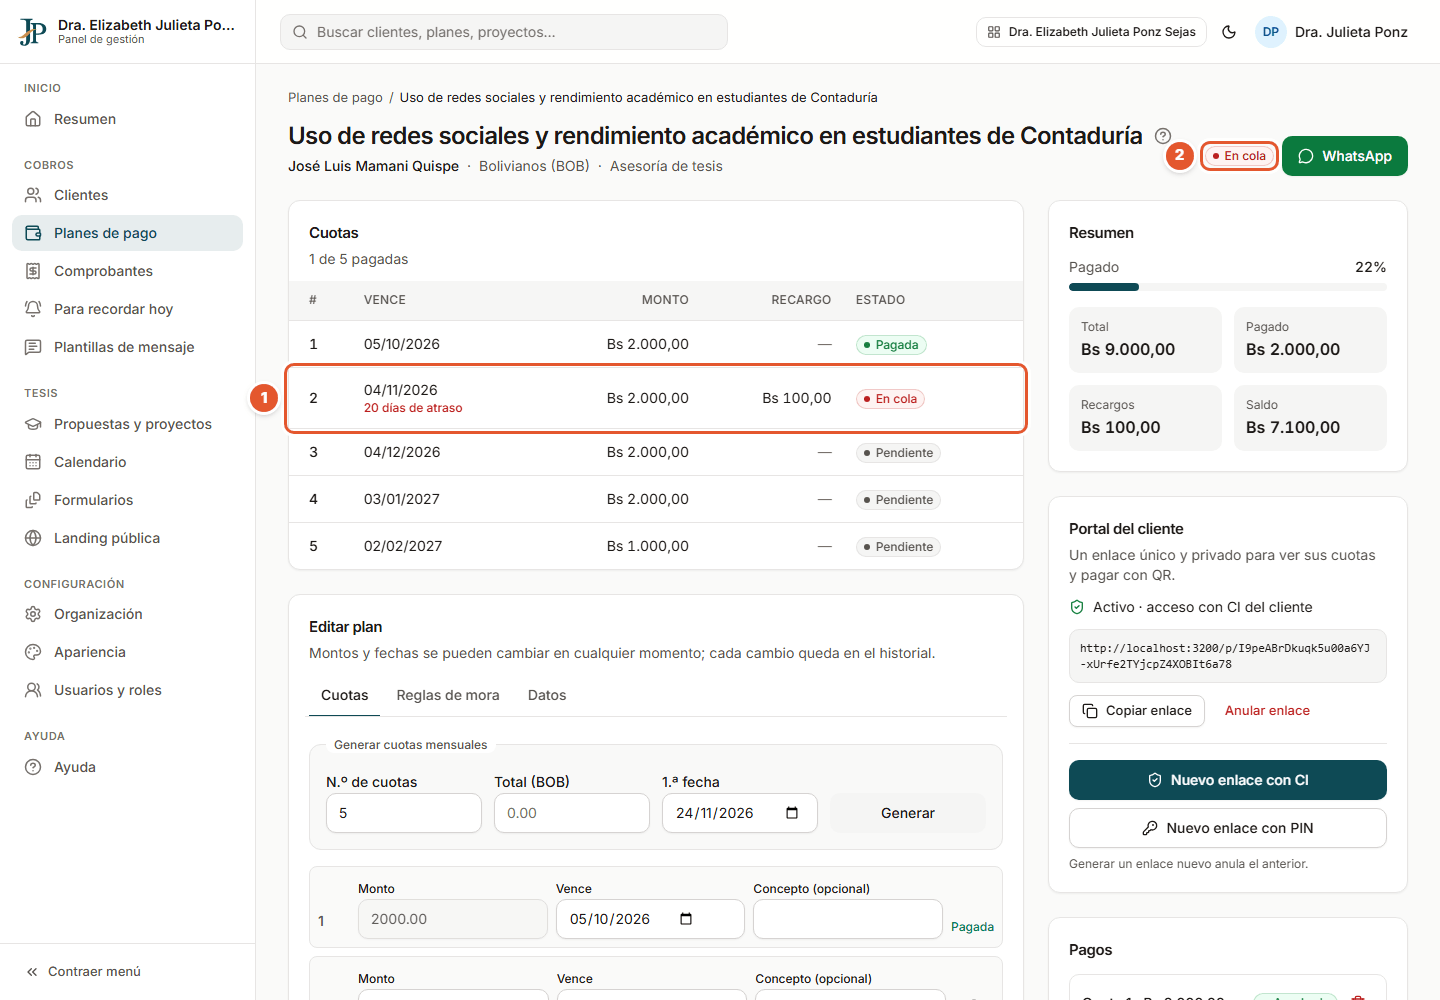 JP
Dra. Elizabeth Julieta Po...
Panel de gestión
Buscar clientes, planes, proyectos...
Dra. Elizabeth Julieta Ponz Sejas
DP
Dra. Julieta Ponz
INICIO
Resumen
COBROS
Clientes
Planes de pago
Comprobantes
Para recordar hoy
Plantillas de mensaje
TESIS
Propuestas y proyectos
Calendario
Formularios
Landing pública
CONFIGURACIÓN
Organización
Apariencia
Usuarios y roles
AYUDA
Ayuda
Contraer menú
Planes de pago / Uso de redes sociales y rendimiento académico en estudiantes de Contaduría
Uso de redes sociales y rendimiento académico en estudiantes de Contaduría
José Luis Mamani Quispe · Bolivianos (BOB) · Asesoría de tesis
2
En cola
WhatsApp
Cuotas
1 de 5 pagadas
# VENCE MONTO RECARGO ESTADO
1 05/10/2026 Bs 2.000,00 — Pagada
1
2 04/11/2026 Bs 2.000,00 Bs 100,00 En cola
20 días de atraso
3 04/12/2026 Bs 2.000,00 — Pendiente
4 03/01/2027 Bs 2.000,00 — Pendiente
5 02/02/2027 Bs 1.000,00 — Pendiente
Editar plan
Montos y fechas se pueden cambiar en cualquier momento; cada cambio queda en el historial.
Cuotas Reglas de mora Datos
Generar cuotas mensuales
N.º de cuotas Total (BOB) 1.ª fecha
5 0.00 24/11/2026 Generar
Monto Vence Concepto (opcional)
1 2000.00 05/10/2026 Pagada
Monto Vence Concepto (opcional)
Resumen
Pagado 22%
Total Pagado
Bs 9.000,00 Bs 2.000,00
Recargos Saldo
Bs 100,00 Bs 7.100,00
Portal del cliente
Un enlace único y privado para ver sus cuotas
y pagar con QR.
Activo · acceso con CI del cliente
http://localhost:3200/p/I9peABrDkuqk5u00a6YJ
-xUrfe2TYjcpZ4XOBIt6a78
Copiar enlace Anular enlace
Nuevo enlace con CI
Nuevo enlace con PIN
Generar un enlace nuevo anula el anterior.
Pagos